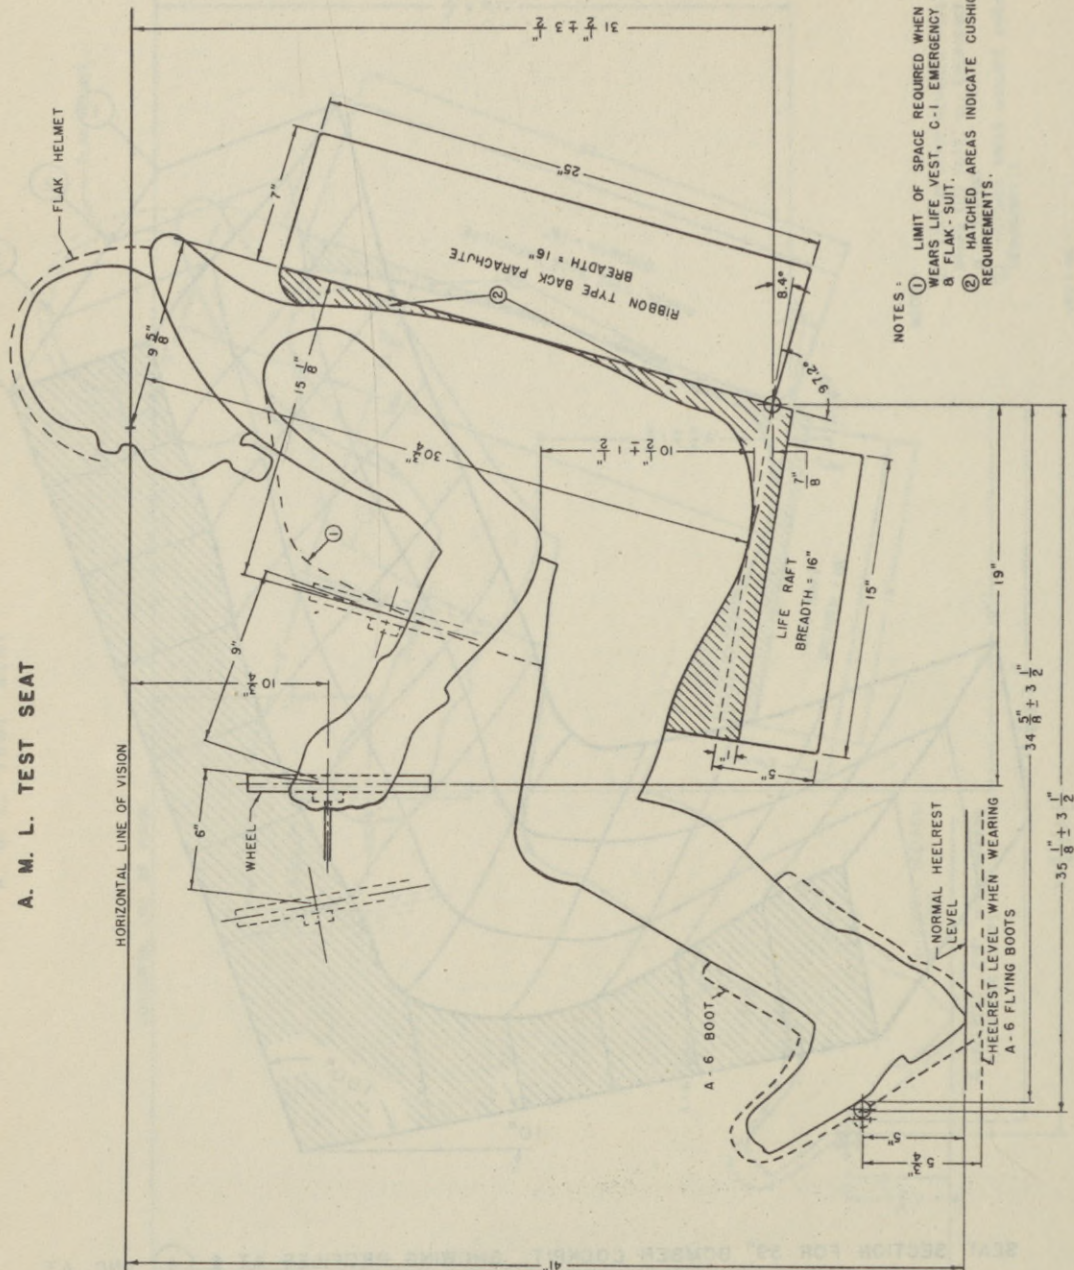 A. M. L. TEST SEAT
HORIZONTAL LINE OF VISION
FLAK HELMET
31 1/2" ± 3 1/2"
7"
25"
9 5/8"
15 1/8"
30 3/4"
RIBBON TYPE BACK PARACHUTE
BREADTH = 16"
②
①
8.4°
97.2°
10 1/2" ± 1 1/2"
7/8"
9"
10 3/4"
6"
WHEEL
LIFE RAFT
BREADTH = 16"
15"
1"
5"
19"
34 5/8" ± 3 1/2"
35 1/8" ± 3 1/2"
NORMAL HEELREST
LEVEL
HEELREST LEVEL WHEN WEARING
A-6 FLYING BOOTS
A-6 BOOT
5"
5 3/4"
41"
NOTES:
① LIMIT OF SPACE REQUIRED WHEN
WEARS LIFE VEST, C-1 EMERGENCY
& FLAK-SUIT.
② HATCHED AREAS INDICATE
REQUIREMENTS.